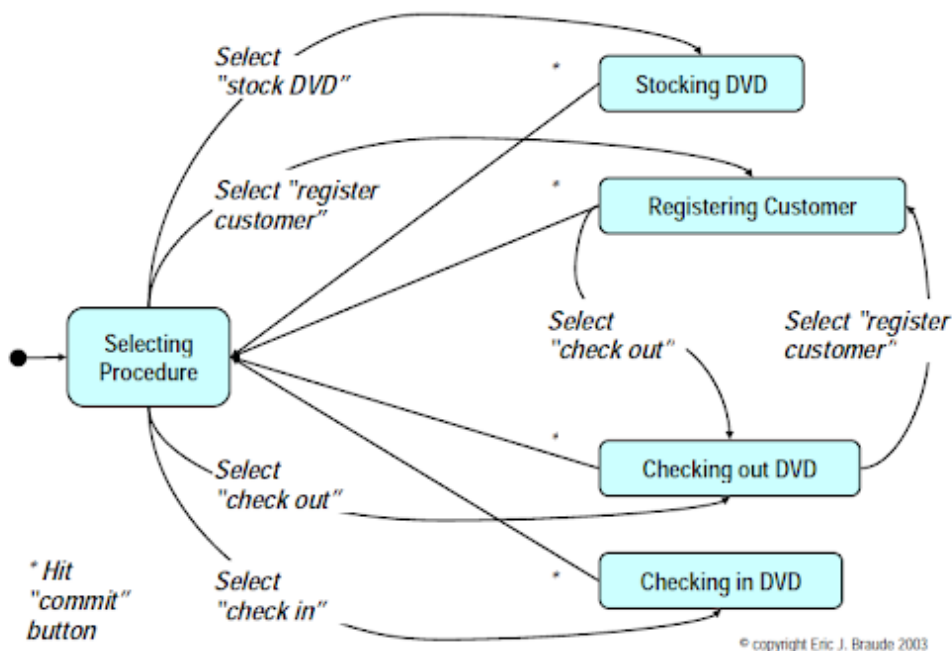 Select
"stock DVD"
*
Stocking DVD
Select "register
customer"
*
Registering Customer
Selecting
Procedure
Select
"check out"
Select "register
customer"
*
Checking out DVD
Select
"check out"
* Hit
"commit"
button
Select
"check in"
*
Checking in DVD
© copyright Eric J. Braude 2003